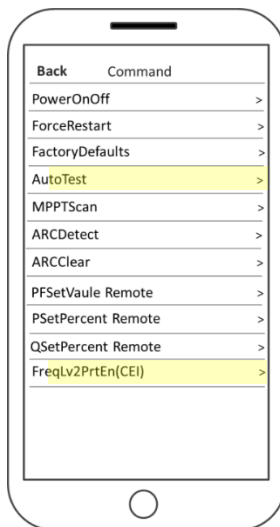 Back Command
PowerOnOff >
ForceRestart >
FactoryDefaults >
AutoTest >
MPPTScan >
ARCDetect >
ARCClear >
PFSetVaule Remote >
PSetPercent Remote >
QSetPercent Remote >
FreqLv2PrtEn(CEI) >